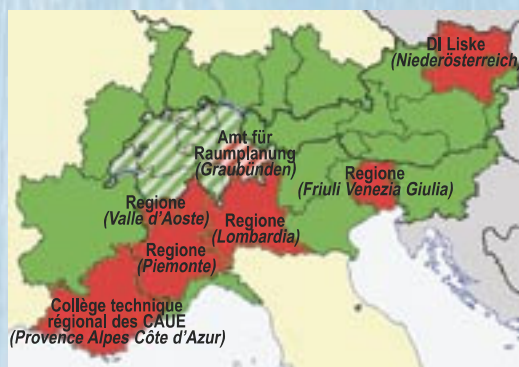 DI Liske
(Niederösterreich)
Amt für
Raumplanung
(Graubünden)
Regione
(Friuli Venezia Giulia)
Regione
(Valle d'Aoste)
Regione
(Lombardia)
Regione
(Piemonte)
Collège technique
régional des CAUE
(Provence Alpes Côte d'Azur)